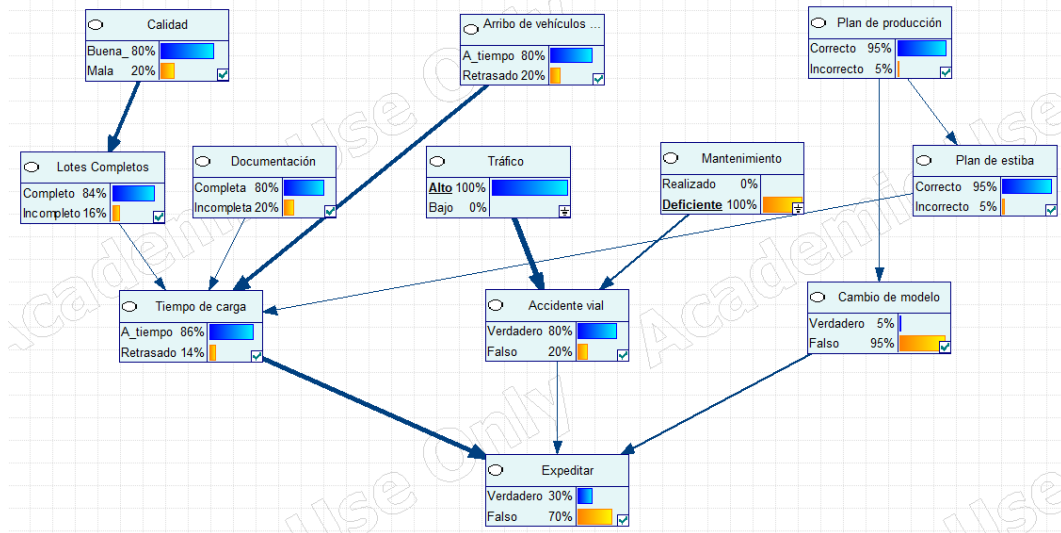 Calidad
Buena_ 80%
Mala 20%
Arribo de vehículos ...
A_tiempo 80%
Retrasado 20%
Plan de producción
Correcto 95%
Incorrecto 5%
Lotes Completos
Completo 84%
Incompleto 16%
Documentación
Completa 80%
Incompleta 20%
Tráfico
Alto 100%
Bajo 0%
Mantenimiento
Realizado 0%
Deficiente 100%
Plan de estiba
Correcto 95%
Incorrecto 5%
Tiempo de carga
A_tiempo 86%
Retrasado 14%
Accidente vial
Verdadero 80%
Falso 20%
Cambio de modelo
Verdadero 5%
Falso 95%
Expeditar
Verdadero 30%
Falso 70%
Academic Use Only
Academic Use Only